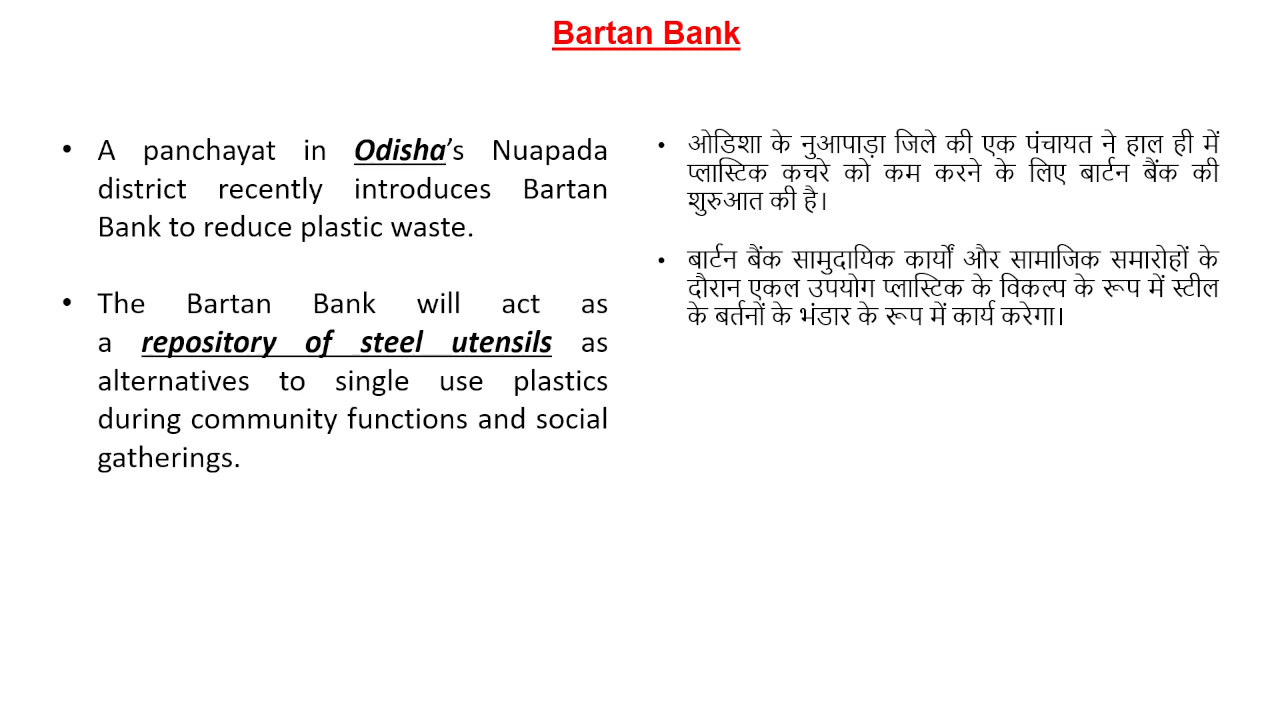 Bartan Bank
• A panchayat in Odisha's Nuapada
district recently introduces Bartan
Bank to reduce plastic waste.
• The Bartan Bank will act as
a repository of steel utensils as
alternatives to single use plastics
during community functions and social
gatherings.
• ओडिशा के नुआपाड़ा जिले की एक पंचायत ने हाल ही में
प्लास्टिक कचरे को कम करने के लिए बार्टन बैंक की
शुरुआत की है।
• बार्टन बैंक सामुदायिक कार्यों और सामाजिक समारोहों के
दौरान एकल उपयोग प्लास्टिक के विकल्प के रूप में स्टील
के बर्तनों के भंडार के रूप में कार्य करेगा।